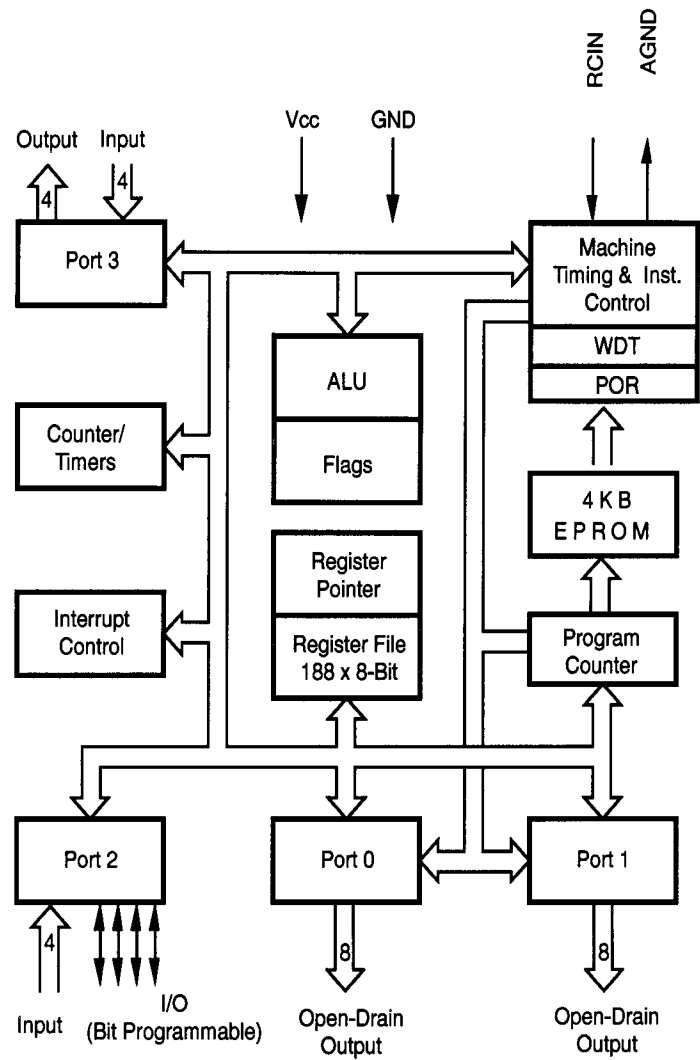 RCIN
AGND
Vcc
GND
Output
Input
4
4
Port 3
Machine
Timing & Inst.
Control
WDT
POR
ALU
Flags
Counter/
Timers
4 K B
E P R O M
Register
Pointer
Register File
188 x 8-Bit
Interrupt
Control
Program
Counter
Port 2
Port 0
Port 1
4
8
8
Input
I/O
(Bit Programmable)
Open-Drain
Output
Open-Drain
Output